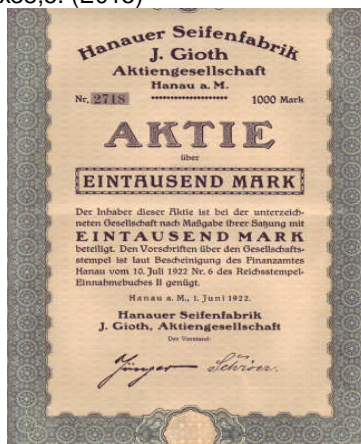 Hanauer Seifenfabrik
J. Gioth
Aktiengesellschaft
Hanau a. M.
Nr. 2718 1000 Mark
AKTIE
über
EINTAUSEND MARK
Der Inhaber dieser Aktie ist bei der unterzeich-
neten Gesellschaft nach Maßgabe ihrer Satzung mit
EINTAUSEND MARK
beteiligt. Den Vorschriften über den Gesellschafts-
stempel ist laut Bescheinigung des Finanzamtes
Hanau vom 10. Juli 1922 Nr. 6 des Reichsstempel-
Einnahmebuches II genügt.
Hanau a. M., 1. Juni 1922.
Hanauer Seifenfabrik
J. Gioth, Aktiengesellschaft
Der Vorstand: